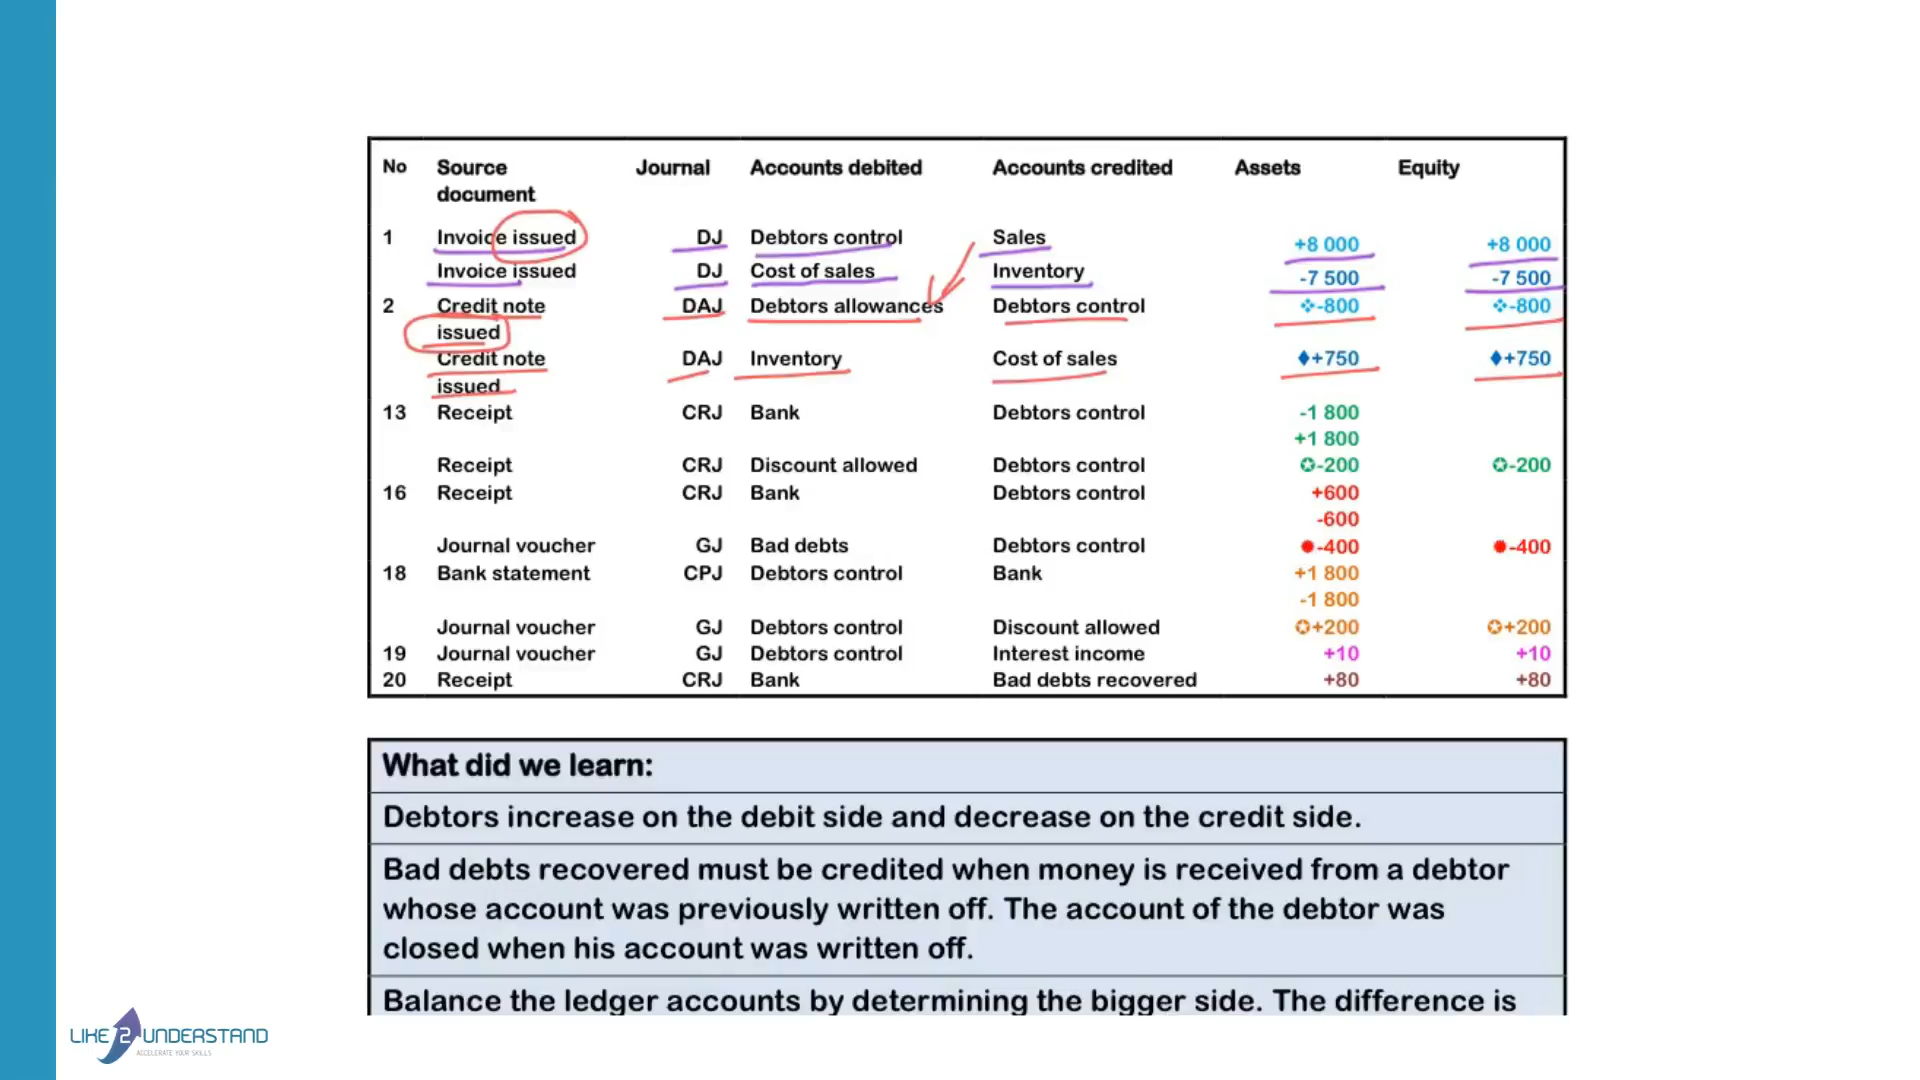 No Source Journal Accounts debited Accounts credited Assets Equity
document
1 Invoice issued DJ Debtors control Sales +8 000 +8 000
Invoice issued DJ Cost of sales Inventory -7 500 -7 500
2 Credit note DAJ Debtors allowances Debtors control ❖-800 ❖-800
issued
Credit note DAJ Inventory Cost of sales ♦+750 ♦+750
issued
13 Receipt CRJ Bank Debtors control -1 800
+1 800
Receipt CRJ Discount allowed Debtors control ✪-200 ✪-200
16 Receipt CRJ Bank Debtors control +600
-600
Journal voucher GJ Bad debts Debtors control ●-400 ●-400
18 Bank statement CPJ Debtors control Bank +1 800
-1 800
Journal voucher GJ Debtors control Discount allowed ✪+200 ✪+200
19 Journal voucher GJ Debtors control Interest income +10 +10
20 Receipt CRJ Bank Bad debts recovered +80 +80
What did we learn:
Debtors increase on the debit side and decrease on the credit side.
Bad debts recovered must be credited when money is received from a debtor
whose account was previously written off. The account of the debtor was
closed when his account was written off.
Balance the ledger accounts by determining the bigger side. The difference is
LIKE 2 UNDERSTAND
ACCELERATE YOUR SKILLS